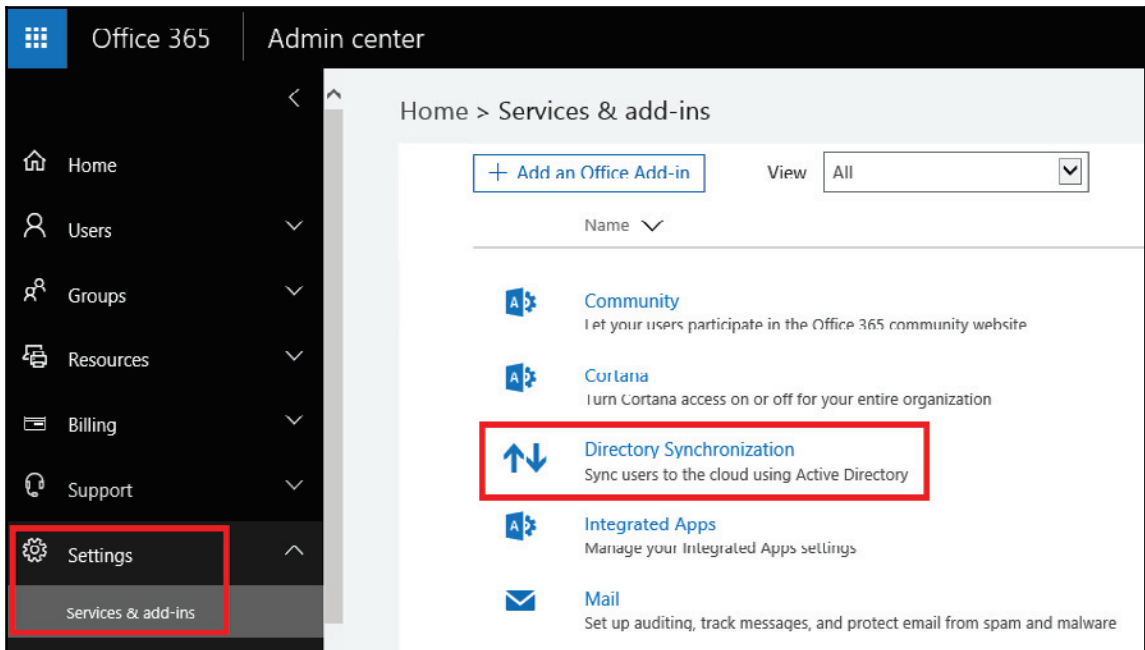 Office 365
Admin center
Home > Services & add-ins
Home
Users
Groups
Resources
Billing
Support
Settings
Services & add-ins
+ Add an Office Add-in
View
All
Name
Community
Let your users participate in the Office 365 community website
Cortana
Turn Cortana access on or off for your entire organization
Directory Synchronization
Sync users to the cloud using Active Directory
Integrated Apps
Manage your Integrated Apps settings
Mail
Set up auditing, track messages, and protect email from spam and malware